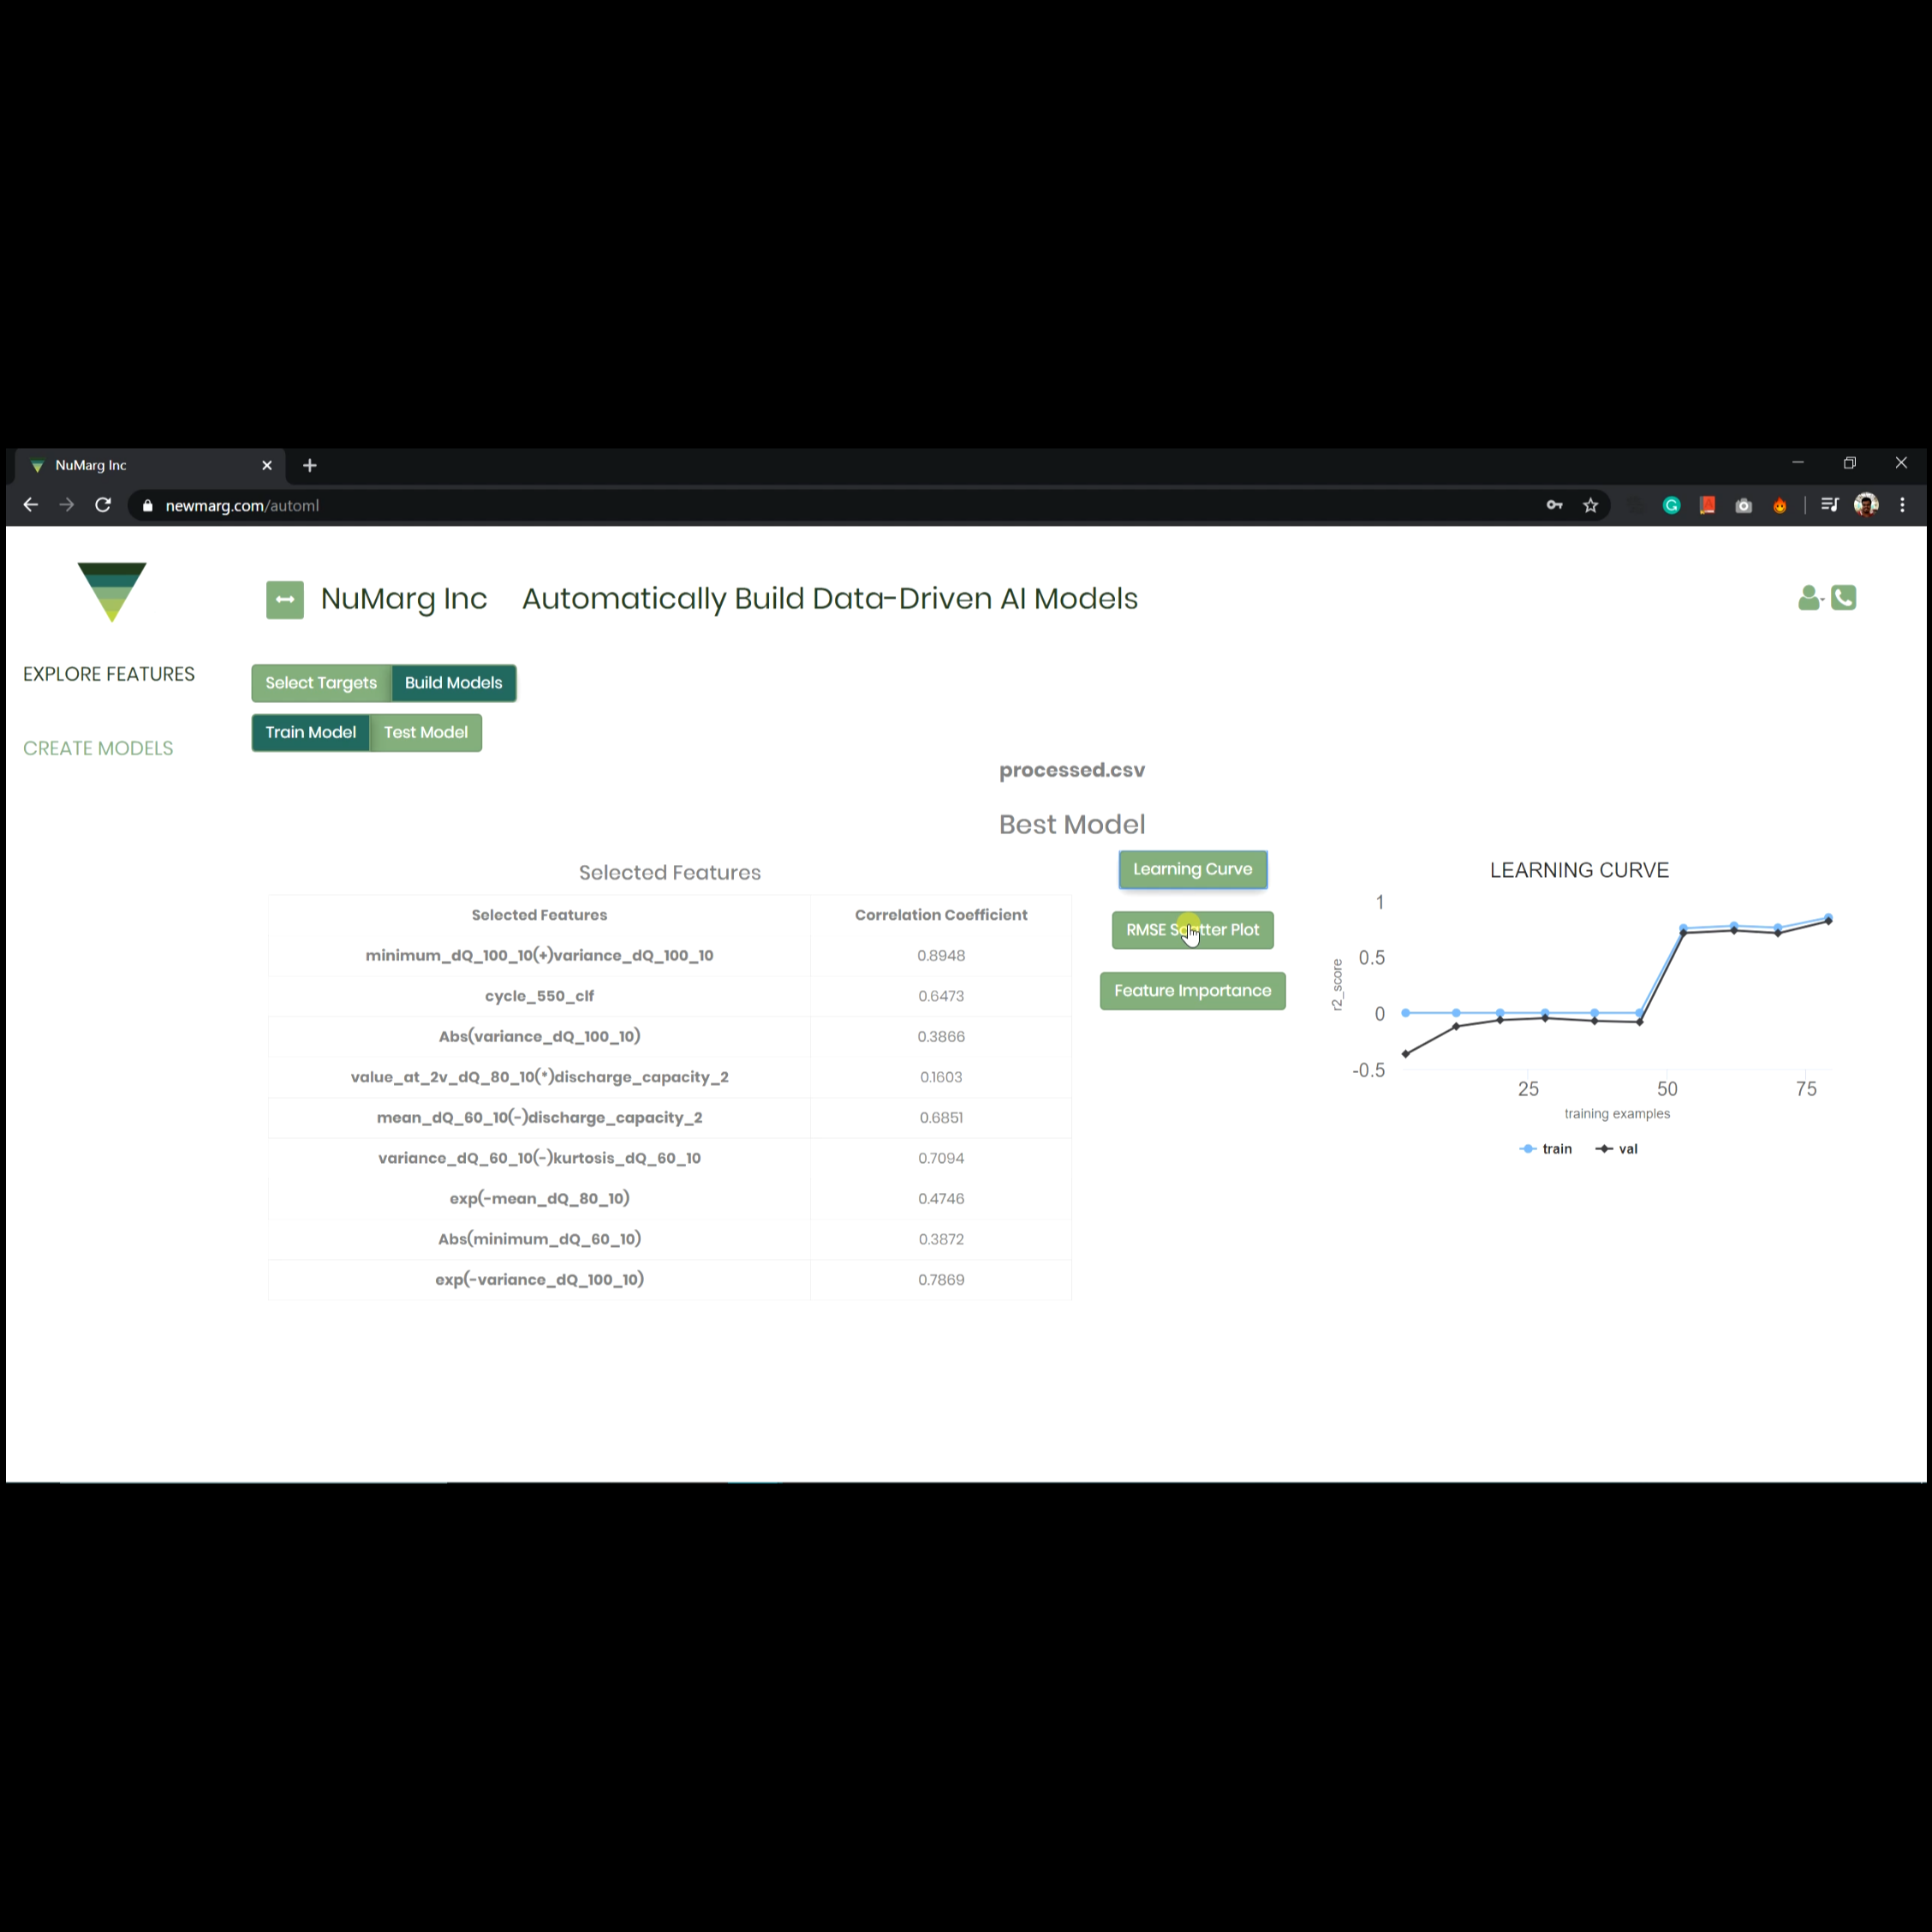 NuMarg Inc
newmarg.com/automl
NuMarg Inc Automatically Build Data-Driven AI Models
EXPLORE FEATURES
CREATE MODELS
Select Targets Build Models
Train Model Test Model
processed.csv
Best Model
Selected Features
Selected Features Correlation Coefficient
minimum_dQ_100_10(+)variance_dQ_100_10 0.8948
cycle_550_clf 0.6473
Abs(variance_dQ_100_10) 0.3866
value_at_2v_dQ_80_10(*)discharge_capacity_2 0.1603
mean_dQ_60_10(-)discharge_capacity_2 0.6851
variance_dQ_60_10(-)kurtosis_dQ_60_10 0.7094
exp(-mean_dQ_80_10) 0.4746
Abs(minimum_dQ_60_10) 0.3872
exp(-variance_dQ_100_10) 0.7869
Learning Curve
RMSE Scatter Plot
Feature Importance
LEARNING CURVE
r2_score
1
0.5
0
-0.5
25 50 75
training examples
train val